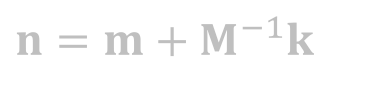 n = m + M⁻¹k